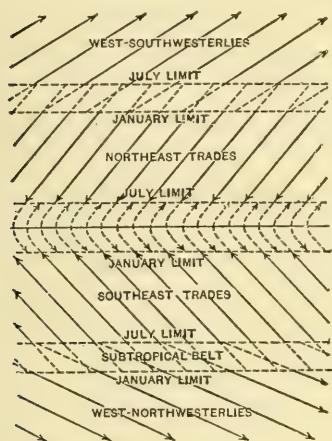 WEST-SOUTHWESTERLIES
JULY LIMIT
JANUARY LIMIT
NORTHEAST TRADES
JULY LIMIT
JANUARY LIMIT
SOUTHEAST TRADES
JULY LIMIT
SUBTROPICAL BELT
JANUARY LIMIT
WEST-NORTHWESTERLIES